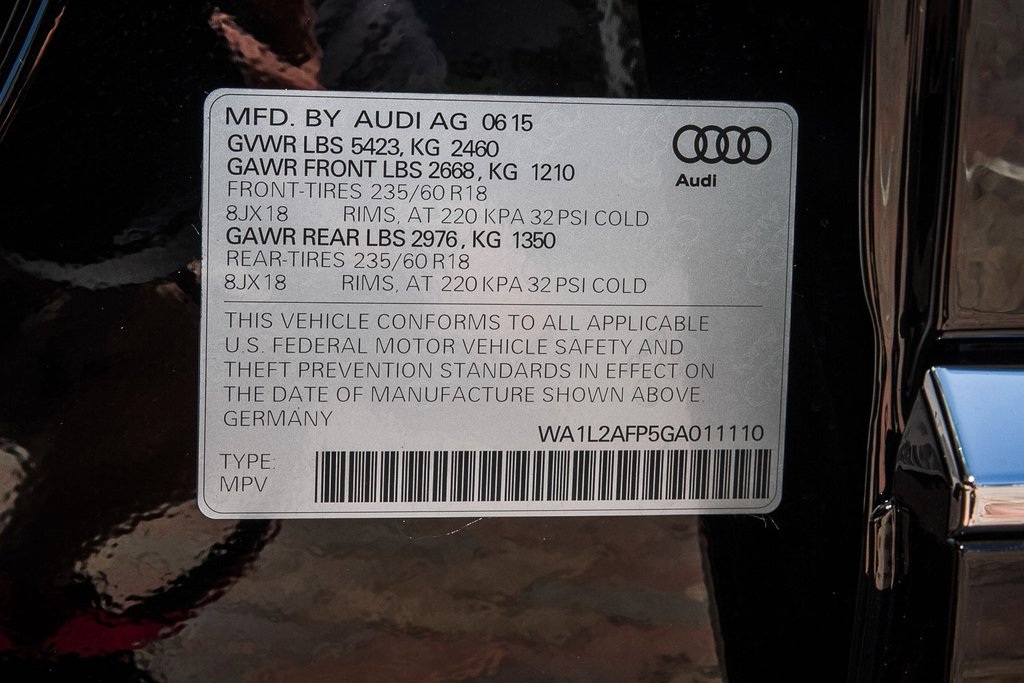 MFD. BY AUDI AG 06 15
GVWR LBS 5423, KG 2460
GAWR FRONT LBS 2668, KG 1210
FRONT-TIRES 235/60 R18
8JX18 RIMS, AT 220 KPA 32 PSI COLD
GAWR REAR LBS 2976, KG 1350
REAR-TIRES 235/60 R18
8JX18 RIMS, AT 220 KPA 32 PSI COLD
Audi
THIS VEHICLE CONFORMS TO ALL APPLICABLE
U.S. FEDERAL MOTOR VEHICLE SAFETY AND
THEFT PREVENTION STANDARDS IN EFFECT ON
THE DATE OF MANUFACTURE SHOWN ABOVE.
GERMANY
WA1L2AFP5GA011110
TYPE:
MPV